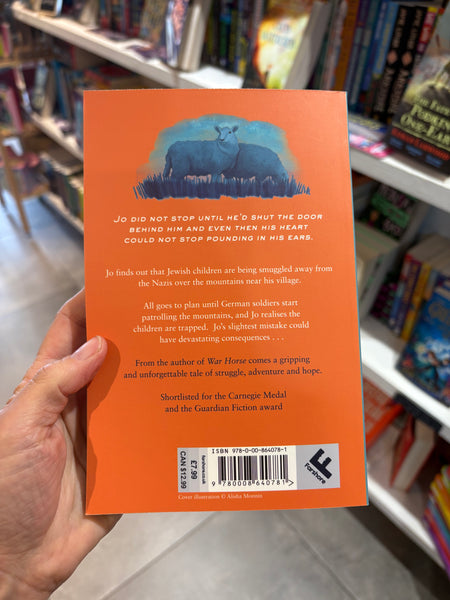 JO DID NOT STOP UNTIL HE'D SHUT THE DOOR
BEHIND HIM AND EVEN THEN HIS HEART
COULD NOT STOP POUNDING IN HIS EARS.
Jo finds out that Jewish children are being smuggled away from
the Nazis over the mountains near his village.
All goes to plan until German soldiers start
patrolling the mountains, and Jo realises the
children are trapped. Jo's slightest mistake could
have devastating consequences . . .
From the author of War Horse comes a gripping
and unforgettable tale of struggle, adventure and hope.
Shortlisted for the Carnegie Medal
and the Guardian Fiction award
ISBN 978-0-00-864078-1
9 780008 640781
farshore.co.uk
£7.99
CAN $12.99
Farshore
Cover illustration © Alisha Monnin